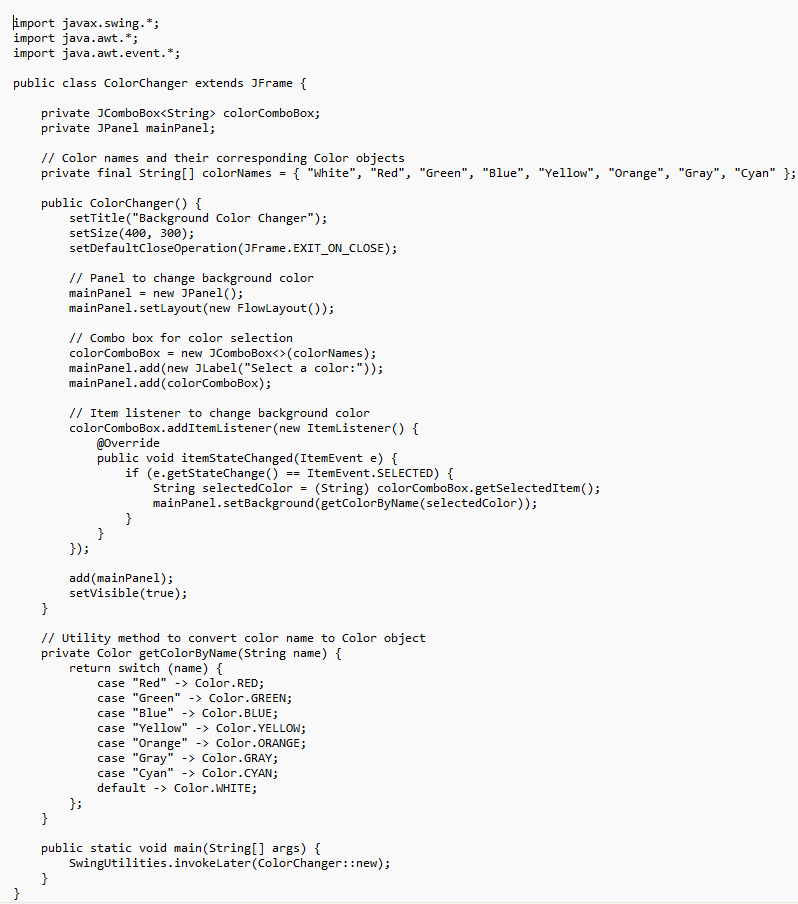 import javax.swing.*;
import java.awt.*;
import java.awt.event.*;

public class ColorChanger extends JFrame {

    private JComboBox<String> colorComboBox;
    private JPanel mainPanel;

    // Color names and their corresponding Color objects
    private final String[] colorNames = { "White", "Red", "Green", "Blue", "Yellow", "Orange", "Gray", "Cyan" };

    public ColorChanger() {
        setTitle("Background Color Changer");
        setSize(400, 300);
        setDefaultCloseOperation(JFrame.EXIT_ON_CLOSE);

        // Panel to change background color
        mainPanel = new JPanel();
        mainPanel.setLayout(new FlowLayout());

        // Combo box for color selection
        colorComboBox = new JComboBox<>(colorNames);
        mainPanel.add(new JLabel("Select a color:"));
        mainPanel.add(colorComboBox);

        // Item listener to change background color
        colorComboBox.addItemListener(new ItemListener() {
            @Override
            public void itemStateChanged(ItemEvent e) {
                if (e.getStateChange() == ItemEvent.SELECTED) {
                    String selectedColor = (String) colorComboBox.getSelectedItem();
                    mainPanel.setBackground(getColorByName(selectedColor));
                }
            }
        });

        add(mainPanel);
        setVisible(true);
    }

    // Utility method to convert color name to Color object
    private Color getColorByName(String name) {
        return switch (name) {
            case "Red" -> Color.RED;
            case "Green" -> Color.GREEN;
            case "Blue" -> Color.BLUE;
            case "Yellow" -> Color.YELLOW;
            case "Orange" -> Color.ORANGE;
            case "Gray" -> Color.GRAY;
            case "Cyan" -> Color.CYAN;
            default -> Color.WHITE;
        };
    }

    public static void main(String[] args) {
        SwingUtilities.invokeLater(ColorChanger::new);
    }
}